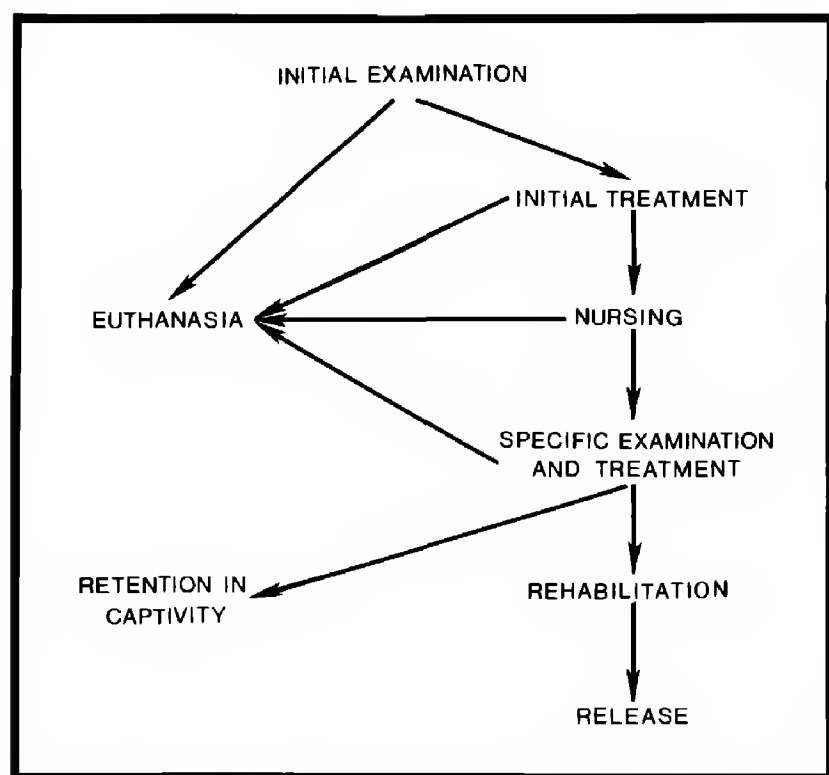 INITIAL EXAMINATION
INITIAL TREATMENT
EUTHANASIA
NURSING
SPECIFIC EXAMINATION
AND TREATMENT
RETENTION IN
CAPTIVITY
REHABILITATION
RELEASE